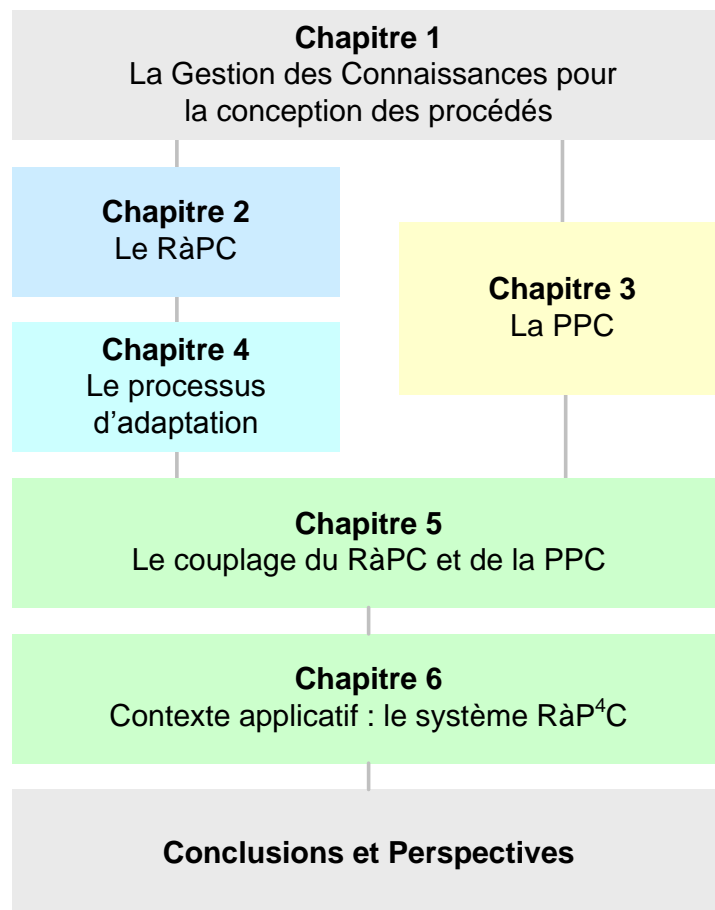 Chapitre 1
La Gestion des Connaissances pour
la conception des procédés
Chapitre 2
Le RàPC
Chapitre 3
La PPC
Chapitre 4
Le processus
d'adaptation
Chapitre 5
Le couplage du RàPC et de la PPC
Chapitre 6
Contexte applicatif : le système RàP⁴C
Conclusions et Perspectives